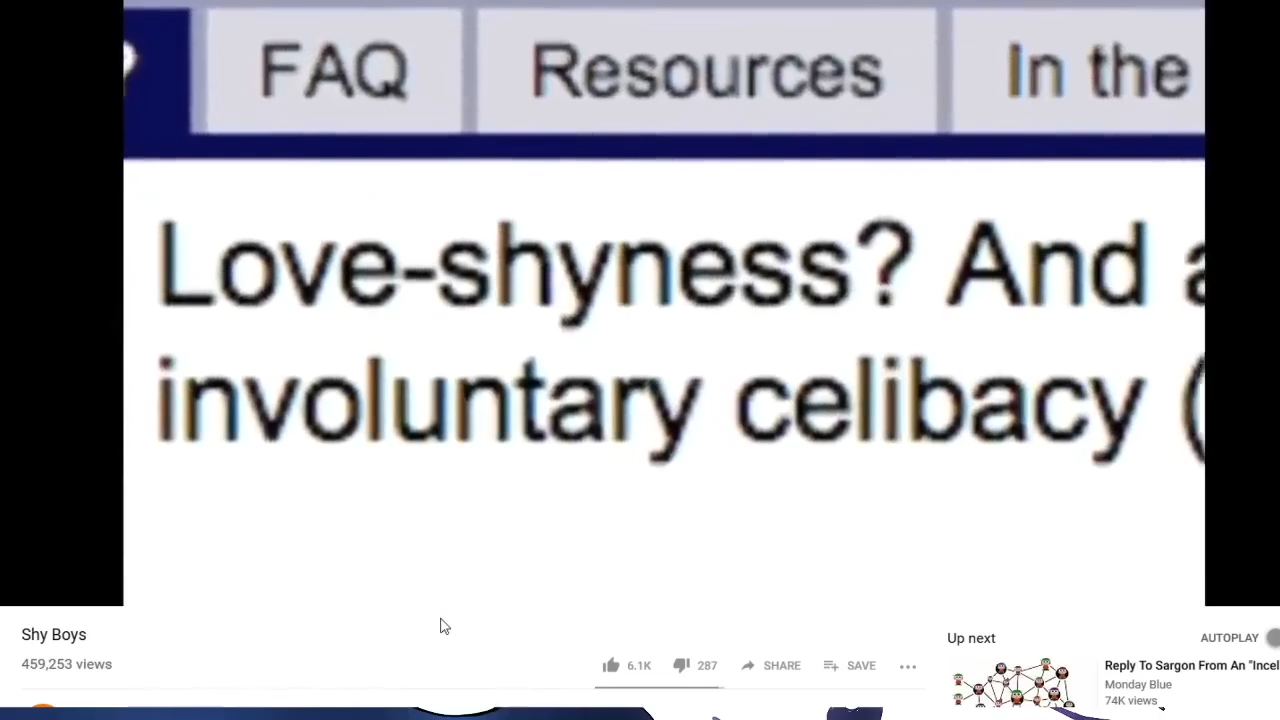 ? FAQ Resources In the
Love-shyness? And a
involuntary celibacy (
Shy Boys
459,253 views
6.1K 287 SHARE SAVE
Up next AUTOPLAY
Reply To Sargon From An "Incel
Monday Blue
74K views